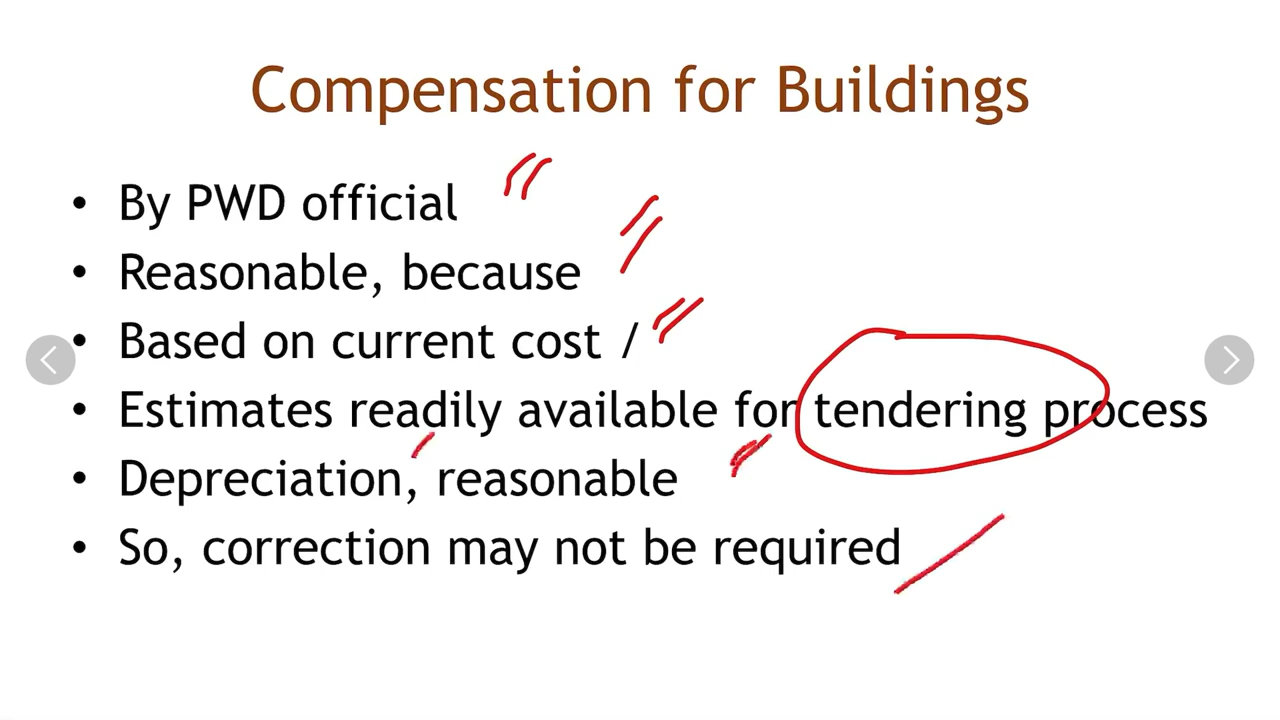 Compensation for Buildings
• By PWD official
• Reasonable, because
• Based on current cost /
• Estimates readily available for tendering process
• Depreciation, reasonable
• So, correction may not be required